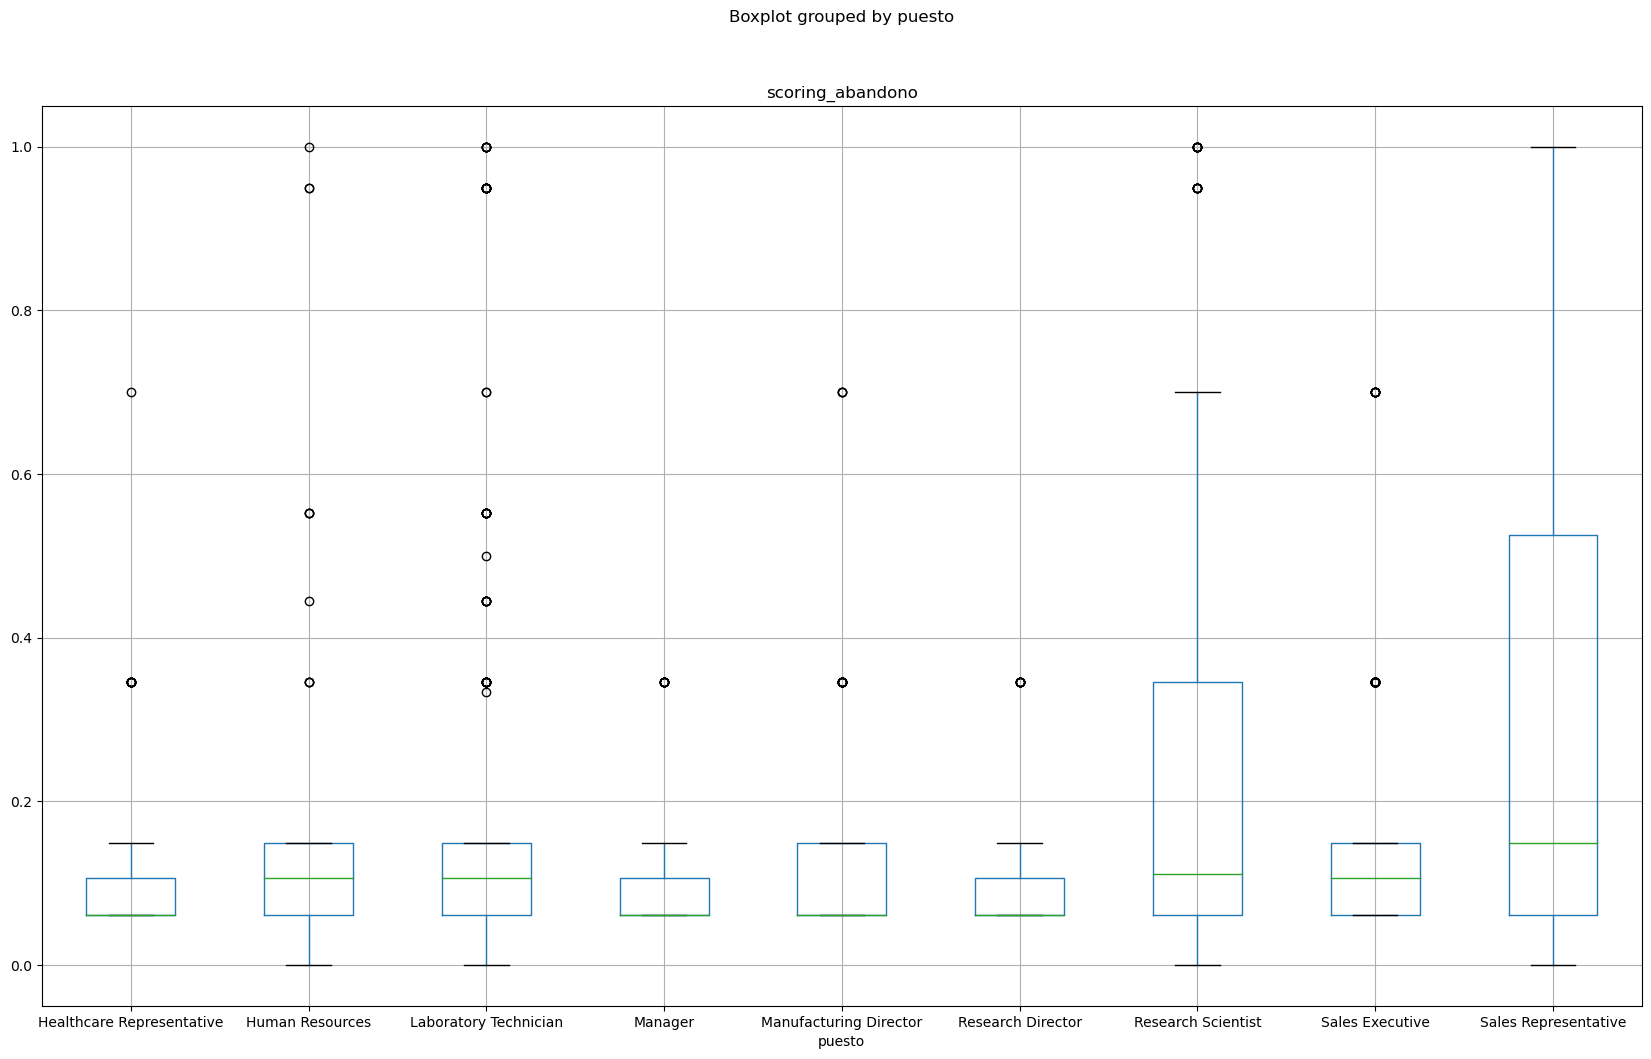 Boxplot grouped by puesto
scoring_abandono
1.0
0.8
0.6
0.4
0.2
0.0
Healthcare Representative Human Resources Laboratory Technician Manager Manufacturing Director Research Director Research Scientist Sales Executive Sales Representative
puesto